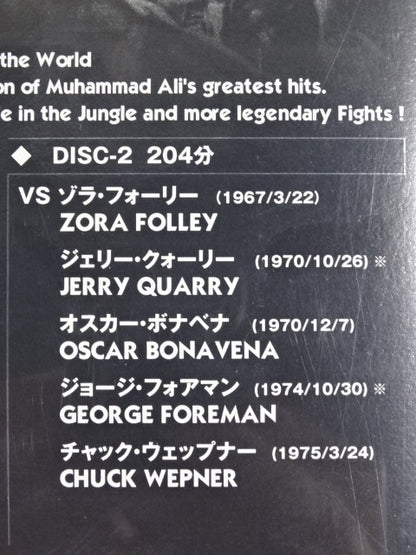 the World
on of Muhammad Ali's greatest hits.
e in the Jungle and more legendary Fights !
◆ DISC-2 204分
VS ゾラ・フォーリー (1967/3/22)
ZORA FOLLEY
ジェリー・クォーリー (1970/10/26) ※
JERRY QUARRY
オスカー・ボナベナ (1970/12/7)
OSCAR BONAVENA
ジョージ・フォアマン (1974/10/30) ※
GEORGE FOREMAN
チャック・ウェップナー (1975/3/24)
CHUCK WEPNER